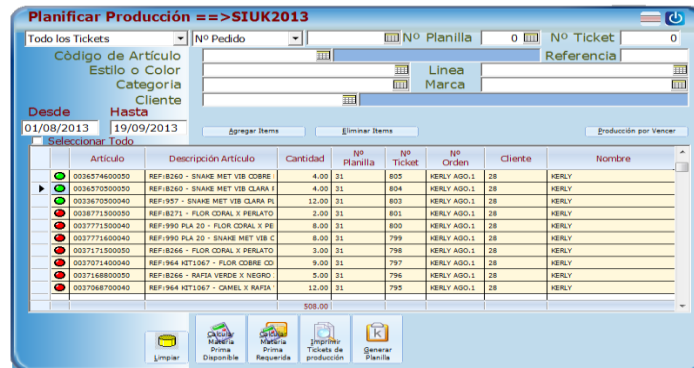 Planificar Producción ==>SIUK2013
Todo los Tickets Nº Pedido Nº Planilla 0 Nº Ticket 0
Còdigo de Artículo Referencia
Estilo o Color Linea
Categoria Marca
Cliente
Desde Hasta
01/08/2013 19/09/2013 Agregar Items Eliminar Items Producción por Vencer
Seleccionar Todo
Artículo Descripción Artículo Cantidad Nº Planilla Nº Ticket Nº Orden Cliente Nombre
0036574600050 REF:8260 - SNAKE MET VIB COBRE 4.00 31 805 KERLY AGO.1 28 KERLY
0036570500050 REF:8260 - SNAKE MET VIB CLARA F 4.00 31 804 KERLY AGO.1 28 KERLY
0033670500040 REF:957 - SNAKE MET VIB CLARA PL 12.00 31 803 KERLY AGO.1 28 KERLY
0038771500050 REF:8271 - FLOR CORAL X PERLATO 2.00 31 801 KERLY AGO.1 28 KERLY
0037771500050 REF:990 PLA 20 - FLOR CORAL X PE 8.00 31 800 KERLY AGO.1 28 KERLY
0037771600040 REF:990 PLA 20 - SNAKE MET VIB C 8.00 31 799 KERLY AGO.1 28 KERLY
0037171500050 REF:8266 - FLOR CORAL X PERLATO 3.00 31 798 KERLY AGO.1 28 KERLY
0037071400040 REF:964 KIT1067 - FLOR COBRE CO 9.00 31 797 KERLY AGO.1 28 KERLY
0037168800050 REF:8266 - RAFIA VERDE X NEGRO 5.00 31 796 KERLY AGO.1 28 KERLY
0037068700040 REF:964 KIT1067 - CAMEL X RAFIA 12.00 31 795 KERLY AGO.1 28 KERLY
508.00
Limpiar Calcular Materia Prima Disponible Calcular Materia Prima Requerida Imprimir Tickets de producción Generar Planilla